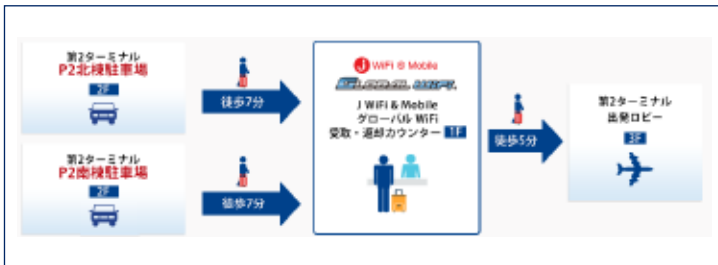 第2ターミナル
P2北棟駐車場
2F
徒歩7分
第2ターミナル
P2南棟駐車場
2F
徒歩7分
J WiFi & Mobile
GLOBAL WiFi.
J WiFi & Mobile
グローバル WiFi
受取・返却カウンター 1F
徒歩5分
第2ターミナル
出発ロビー
3F